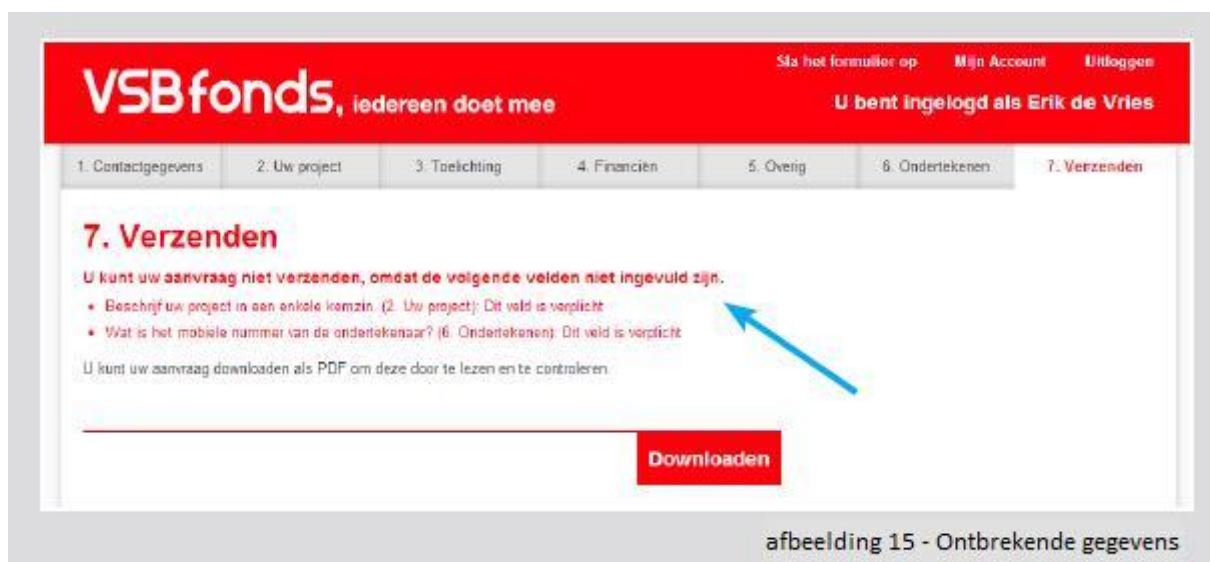 Sla het formulier op Mijn Account Uitloggen
VSBfonds, iedereen doet mee
U bent ingelogd als Erik de Vries
1. Contactgegevens 2. Uw project 3. Toelichting 4. Financiën 5. Overig 6. Ondertekenen 7. Verzenden
7. Verzenden
U kunt uw aanvraag niet verzenden, omdat de volgende velden niet ingevuld zijn.
• Beschrijf uw project in een enkele kernzin. (2. Uw project): Dit veld is verplicht
• Wat is het mobiele nummer van de ondertekenaar? (6. Ondertekenen): Dit veld is verplicht
U kunt uw aanvraag downloaden als PDF om deze door te lezen en te controleren.
Downloaden
afbeelding 15 - Ontbrekende gegevens